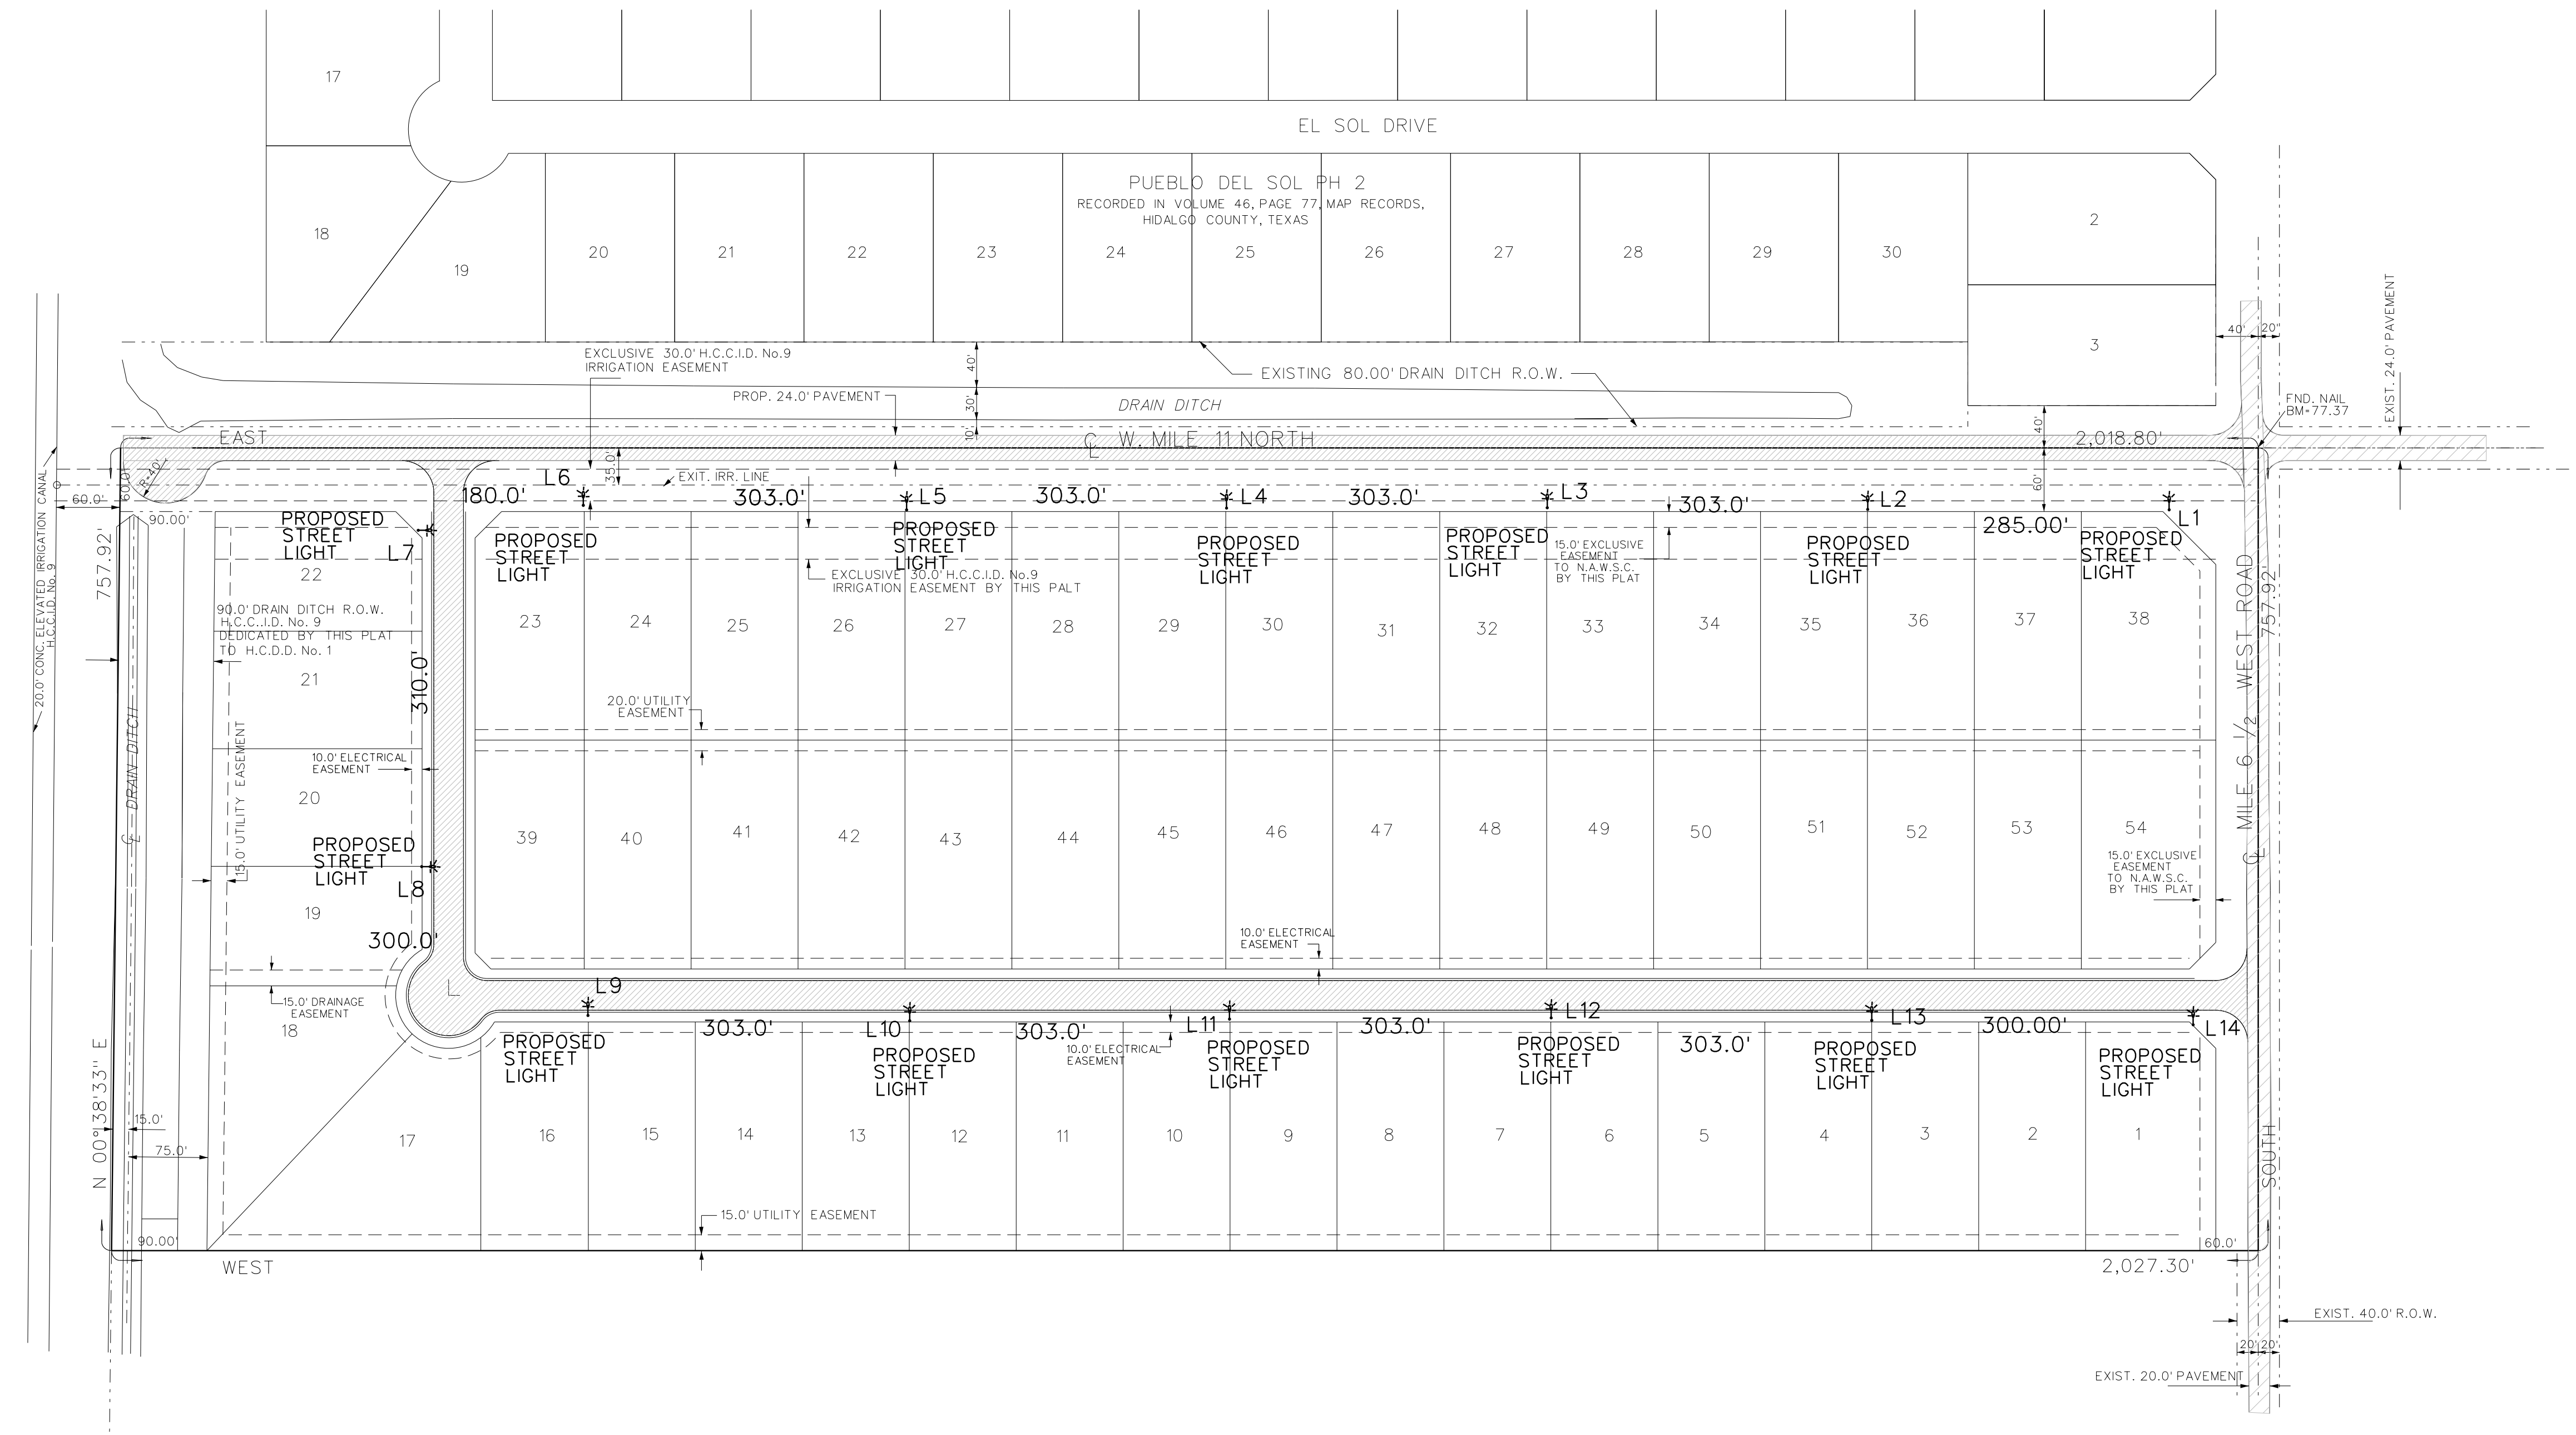 17
EL SOL DRIVE
PUEBLO DEL SOL PH 2
RECORDED IN VOLUME 46, PAGE 77, MAP RECORDS,
HIDALGO COUNTY, TEXAS
18
19
20
21
22
23
24
25
26
27
28
29
30
2
3
40'
20'
EXIST. 24.0' PAVEMENT
EXCLUSIVE 30.0' H.C.C.I.D. No.9
IRRIGATION EASEMENT
40'
EXISTING 80.00' DRAIN DITCH R.O.W.
PROP. 24.0' PAVEMENT
30'
DRAIN DITCH
10'
FND. NAIL
BM=77.37
40'
EAST
W. MILE 11 NORTH
2,018.80'
20.0' CONC. ELEVATED IRRIGATION CANAL
H.C.C.I.D. No. 9
60.0'
60.0'
R=40'
35.0'
EXIT. IRR. LINE
60'
90.00'
757.92'
L6
180.0'
303.0'
L5
303.0'
L4
303.0'
L3
303.0'
L2
285.00'
L1
PROPOSED
STREET
LIGHT
L7
PROPOSED
STREET
LIGHT
PROPOSED
STREET
LIGHT
PROPOSED
STREET
LIGHT
PROPOSED
STREET
LIGHT
15.0' EXCLUSIVE
EASEMENT
TO N.A.W.S.C.
BY THIS PLAT
PROPOSED
STREET
LIGHT
PROPOSED
STREET
LIGHT
EXCLUSIVE 30.0' H.C.C.I.D. No.9
IRRIGATION EASEMENT BY THIS PALT
22
90.0' DRAIN DITCH R.O.W.
H.C.C..I.D. No. 9
DEDICATED BY THIS PLAT
TO H.C.D.D. No. 1
23
24
25
26
27
28
29
30
31
32
33
34
35
36
37
38
MILE 6 1/2 WEST ROAD
757.92'
21
310.0'
20.0' UTILITY
EASEMENT
DRAIN DITCH
15.0' UTILITY EASEMENT
10.0' ELECTRICAL
EASEMENT
20
PROPOSED
STREET
LIGHT
L8
39
40
41
42
43
44
45
46
47
48
49
50
51
52
53
54
15.0' EXCLUSIVE
EASEMENT
TO N.A.W.S.C.
BY THIS PLAT
19
300.0'
10.0' ELECTRICAL
EASEMENT
15.0' DRAINAGE
EASEMENT
18
L9
303.0'
L10
303.0'
L11
303.0'
L12
303.0'
L13
300.00'
L14
10.0' ELECTRICAL
EASEMENT
PROPOSED
STREET
LIGHT
PROPOSED
STREET
LIGHT
PROPOSED
STREET
LIGHT
PROPOSED
STREET
LIGHT
PROPOSED
STREET
LIGHT
PROPOSED
STREET
LIGHT
N 00°38'33" E
15.0'
75.0'
17
16
15
14
13
12
11
10
9
8
7
6
5
4
3
2
1
SOUTH
15.0' UTILITY EASEMENT
90.00'
60.0'
WEST
2,027.30'
EXIST. 40.0' R.O.W.
20'
20'
EXIST. 20.0' PAVEMENT